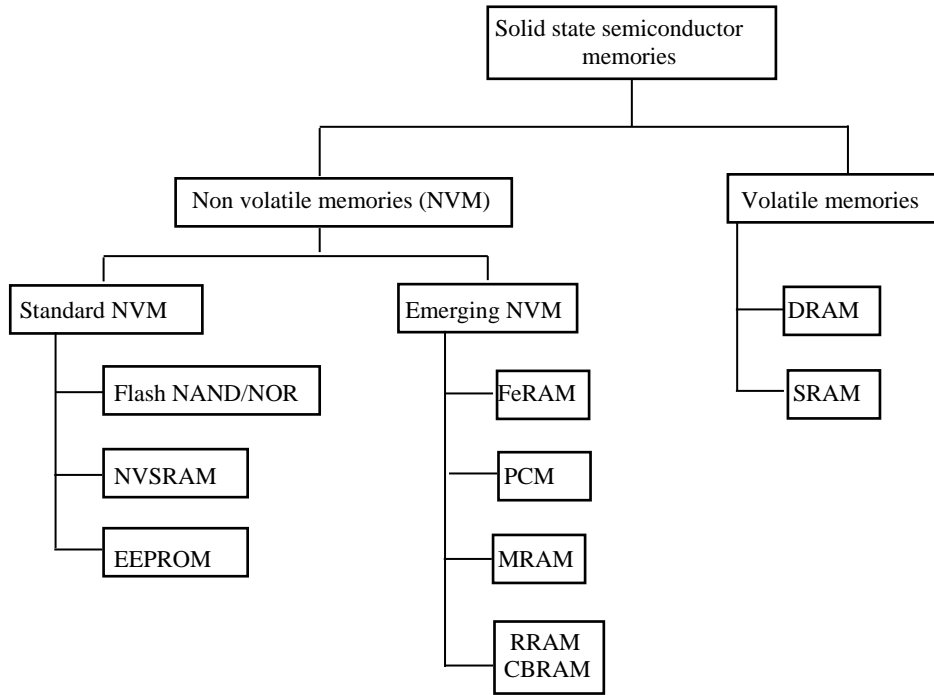 Solid state semiconductor
memories
Non volatile memories (NVM)
Volatile memories
Standard NVM
Emerging NVM
DRAM
Flash NAND/NOR
FeRAM
SRAM
NVSRAM
PCM
EEPROM
MRAM
RRAM
CBRAM